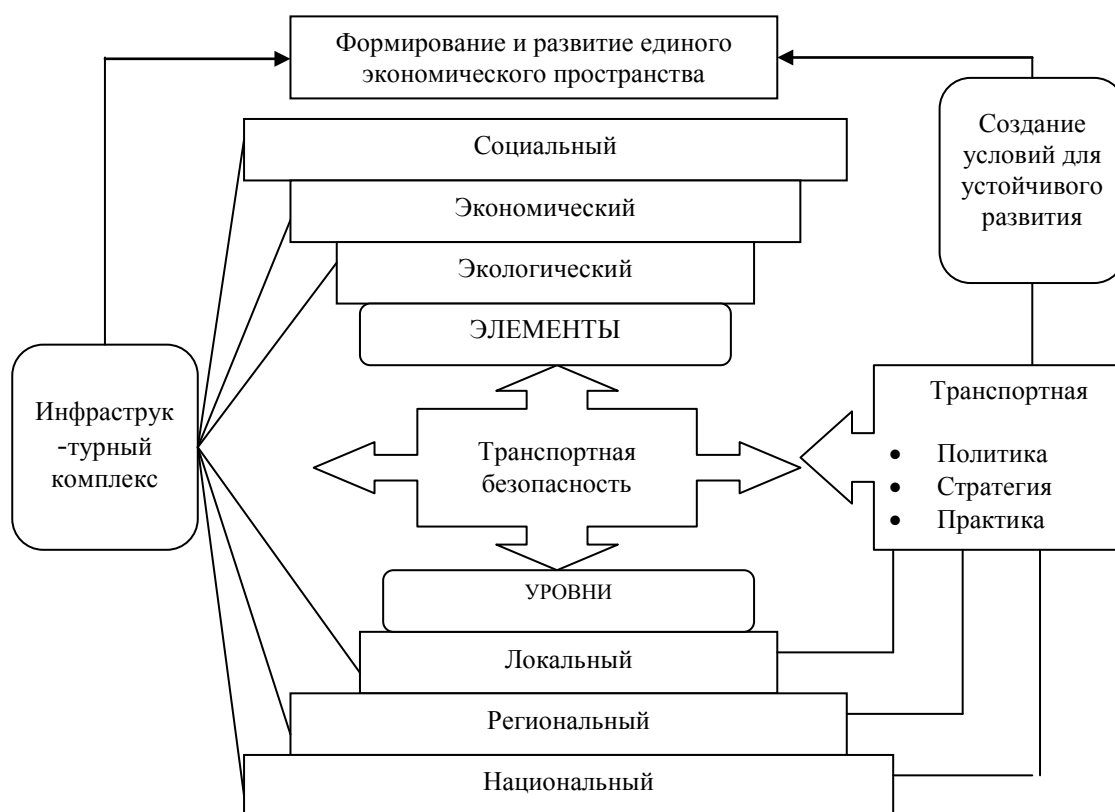 Формирование и развитие единого
экономического пространства
Создание
условий для
устойчивого
развития
Социальный
Экономический
Экологический
ЭЛЕМЕНТЫ
Инфраструк
-турный
комплекс
Транспортная
безопасность
Транспортная
• Политика
• Стратегия
• Практика
УРОВНИ
Локальный
Региональный
Национальный